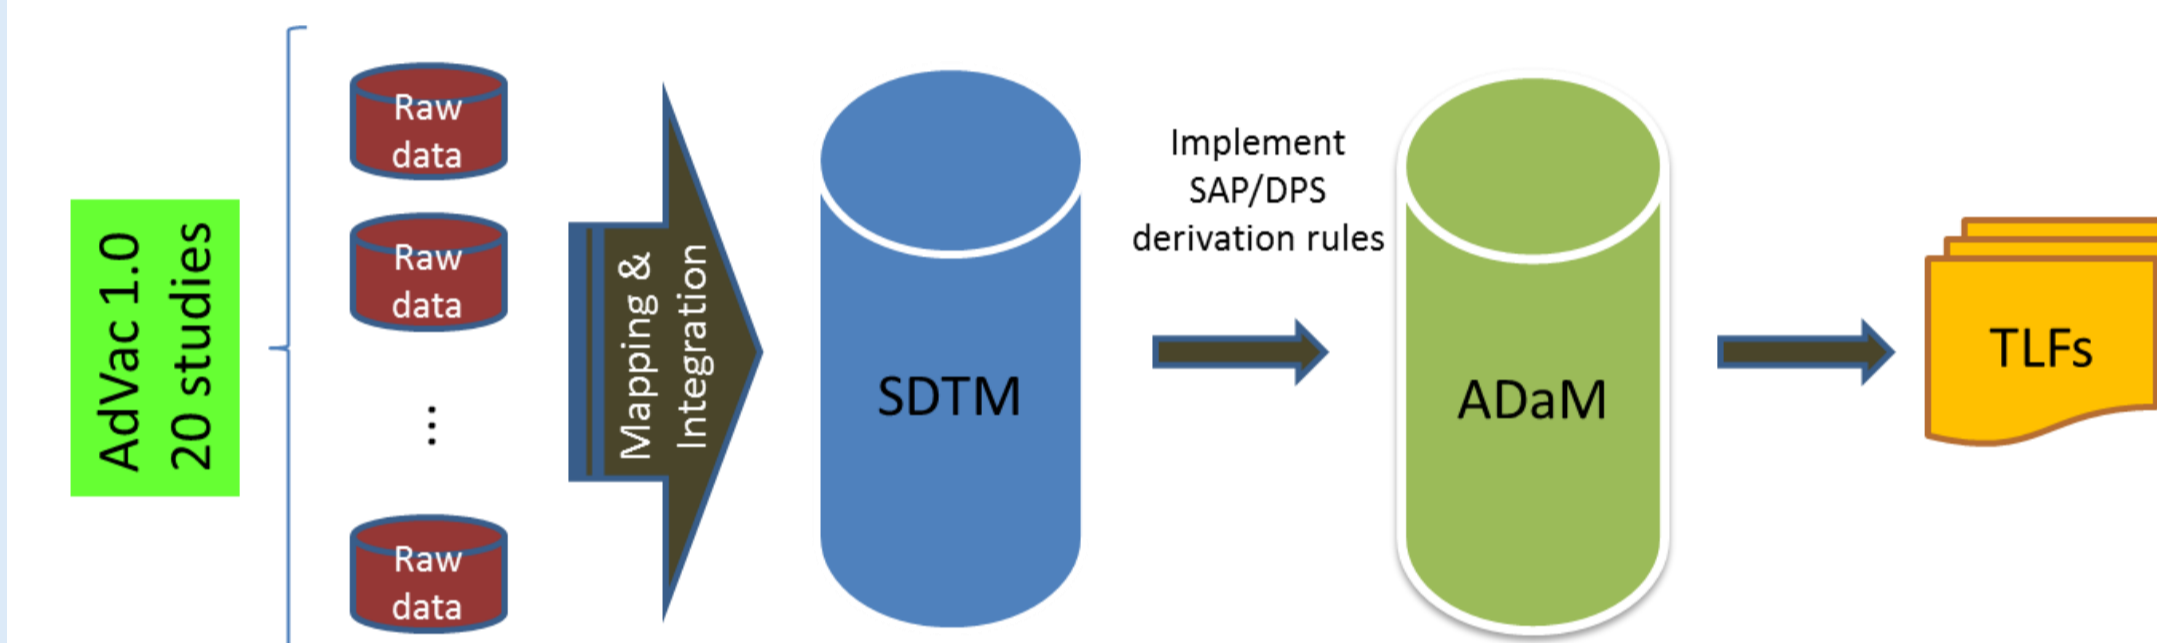 AdVac 1.0
20 studies
Raw
data
Raw
data
...
Raw
data
Mapping &
Integration
SDTM
Implement
SAP/DPS
derivation rules
ADaM
TLFs